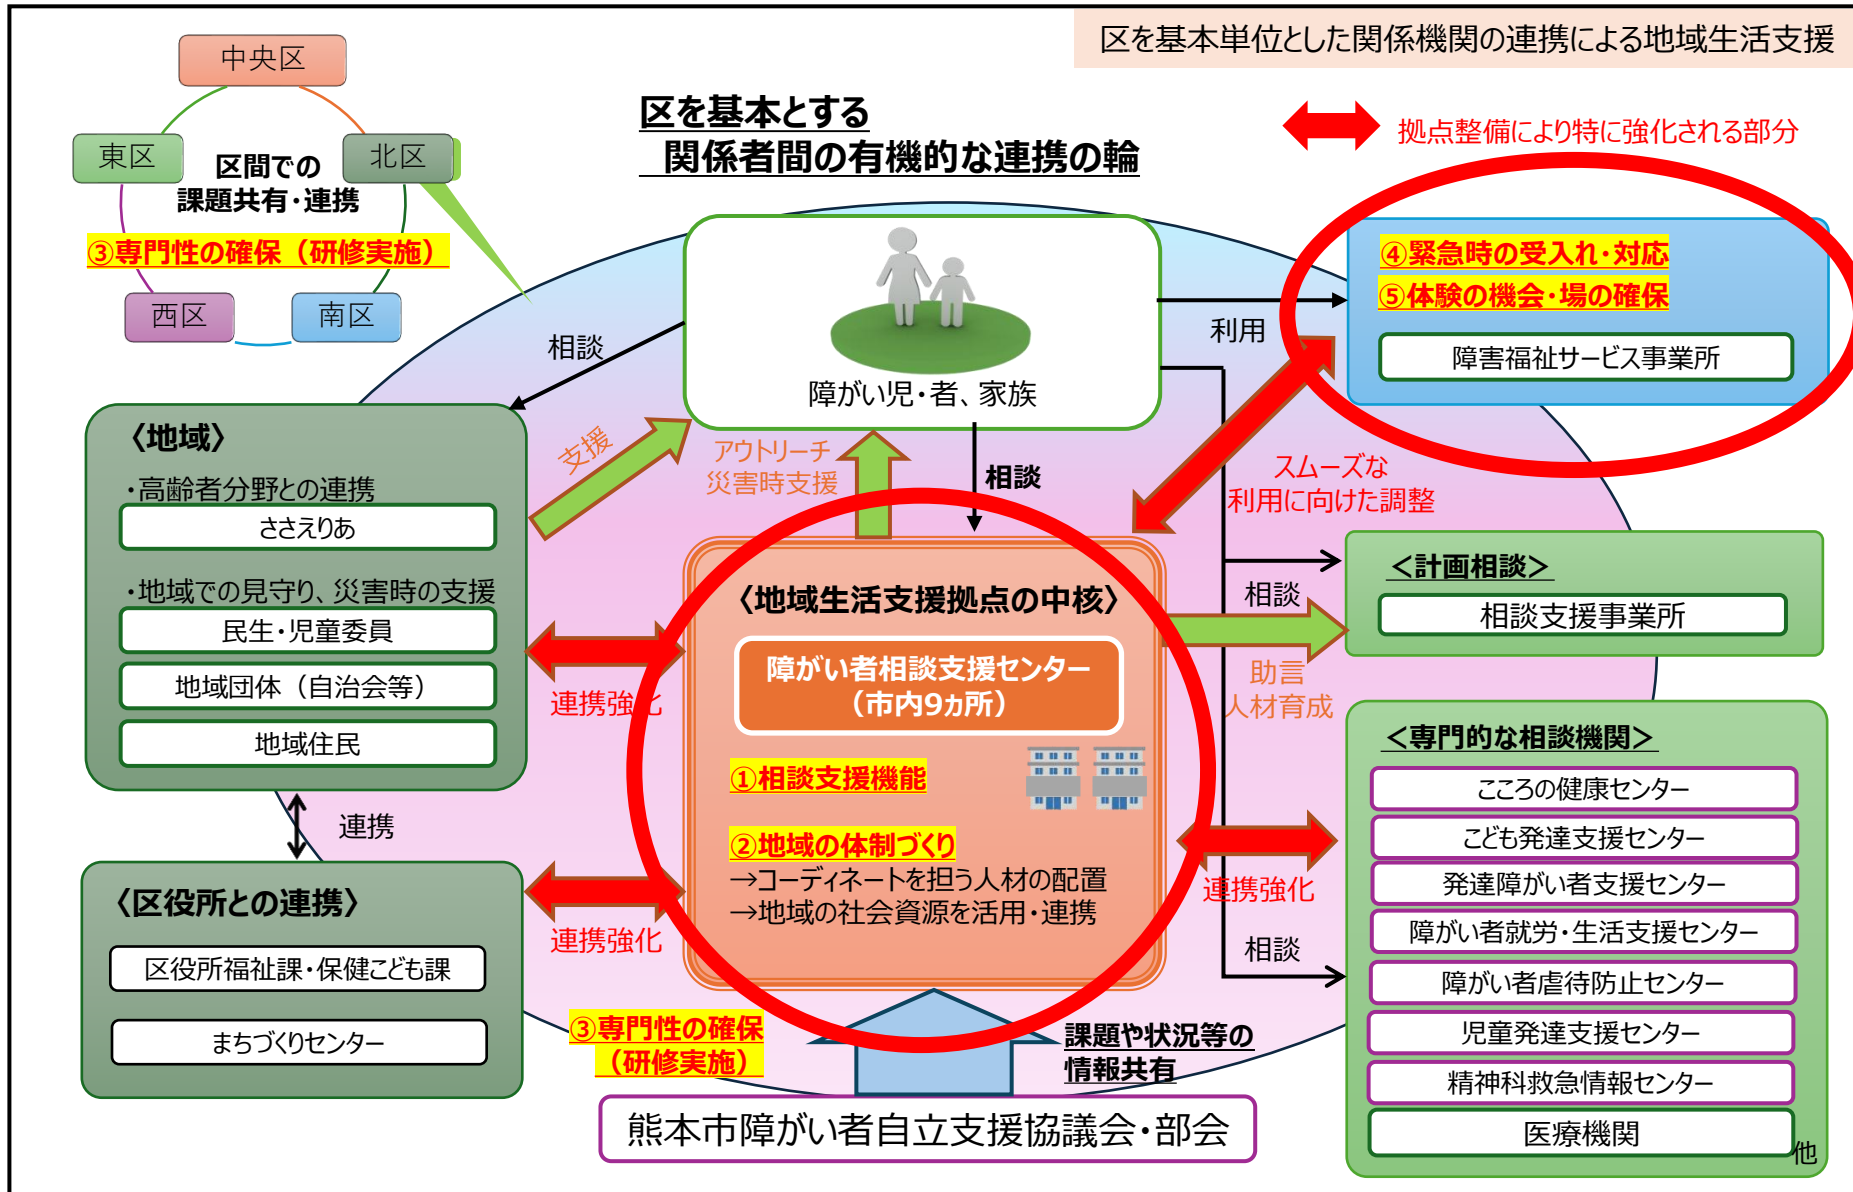 区を基本単位とした関係機関の連携による地域生活支援
中央区
東区
北区
区間での
課題共有・連携
③専門性の確保（研修実施）
西区
南区
区を基本とする
関係者間の有機的な連携の輪
拠点整備により特に強化される部分
障がい児・者、家族
④緊急時の受入れ・対応
⑤体験の機会・場の確保
障害福祉サービス事業所
利用
相談
支援
アウトリーチ
災害時支援
相談
スムーズな
利用に向けた調整
〈地域〉
・高齢者分野との連携
ささえりあ
・地域での見守り、災害時の支援
民生・児童委員
地域団体（自治会等）
地域住民
連携強化
〈地域生活支援拠点の中核〉
障がい者相談支援センター
（市内9ヵ所）
①相談支援機能
②地域の体制づくり
→コーディネートを担う人材の配置
→地域の社会資源を活用・連携
相談
助言
人材育成
＜計画相談＞
相談支援事業所
連携
〈区役所との連携〉
区役所福祉課・保健こども課
まちづくりセンター
連携強化
連携強化
相談
＜専門的な相談機関＞
こころの健康センター
こども発達支援センター
発達障がい者支援センター
障がい者就労・生活支援センター
障がい者虐待防止センター
児童発達支援センター
精神科救急情報センター
医療機関
他
③専門性の確保
（研修実施）
課題や状況等の
情報共有
熊本市障がい者自立支援協議会・部会